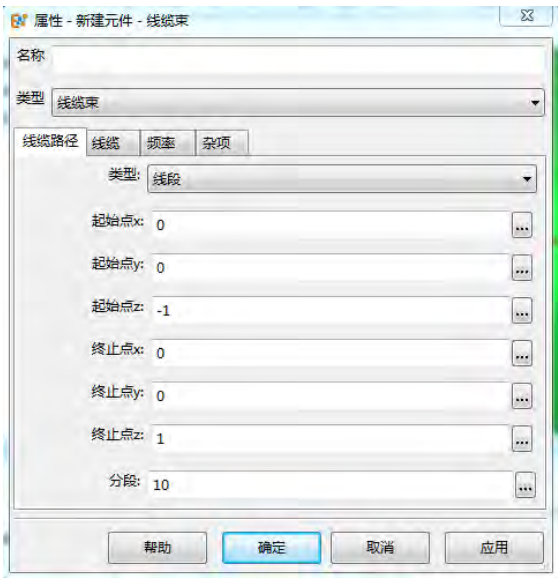 属性 - 新建元件 - 线缆束
名称
类型 线缆束
线缆路径 线缆 频率 杂项
类型: 线段
起始点x: 0 ...
起始点y: 0 ...
起始点z: -1 ...
终止点x: 0 ...
终止点y: 0 ...
终止点z: 1 ...
分段: 10 ...
帮助 确定 取消 应用